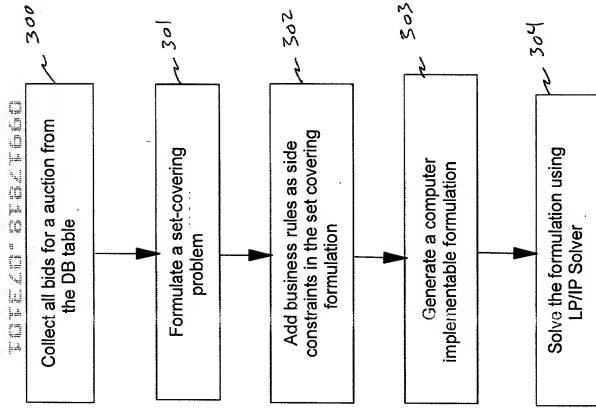 300
Collect all bids for a auction from
the DB table
301
Formulate a set-covering
problem
302
Add business rules as side
constraints in the set covering
formulation
303
Generate a computer
implementable formulation
304
Solve the formulation using
LP/IP Solver